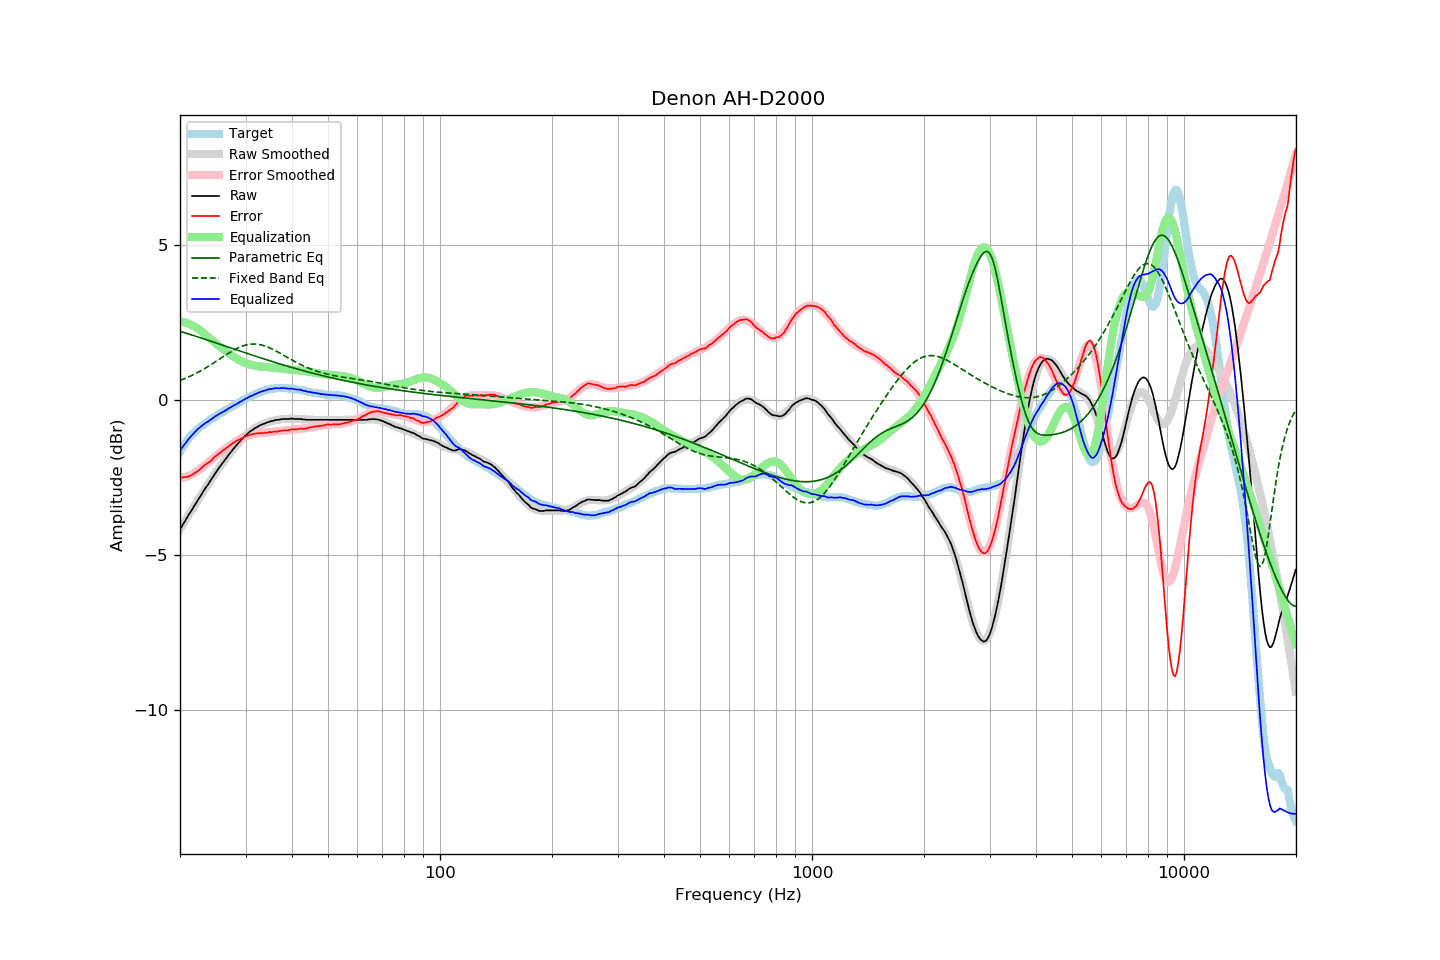 Denon AH-D2000
Target
Raw Smoothed
Error Smoothed
Raw
Error
Equalization
Parametric Eq
Fixed Band Eq
Equalized
5
0
−5
−10
Amplitude (dBr)
100
1000
10000
Frequency (Hz)